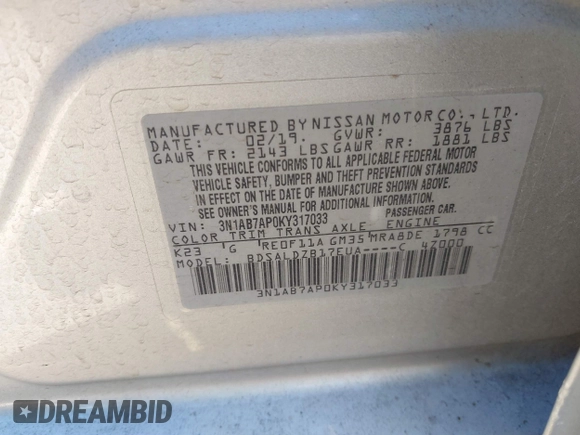 MANUFACTURED BY NISSAN MOTOR CO., LTD.
DATE: 02/19 GVWR: 3876 LBS
GAWR FR: 2143 LBS GAWR RR: 1881 LBS
THIS VEHICLE CONFORMS TO ALL APPLICABLE FEDERAL MOTOR
VEHICLE SAFETY, BUMPER AND THEFT PREVENTION STANDARDS
IN EFFECT ON THE DATE OF MANUFACTURE SHOWN ABOVE.
SEE OWNER'S MANUAL FOR ADDITIONAL INFORMATION
VIN: 3N1AB7AP0KY317033 PASSENGER CAR.
COLOR TRIM TRANS AXLE ENGINE
K23 G RE0F11A GM35 MRA8DE 1798 CC
MODEL: BDSALDZB17EUA----C 47000
3N1AB7AP0KY317033
DREAMBID